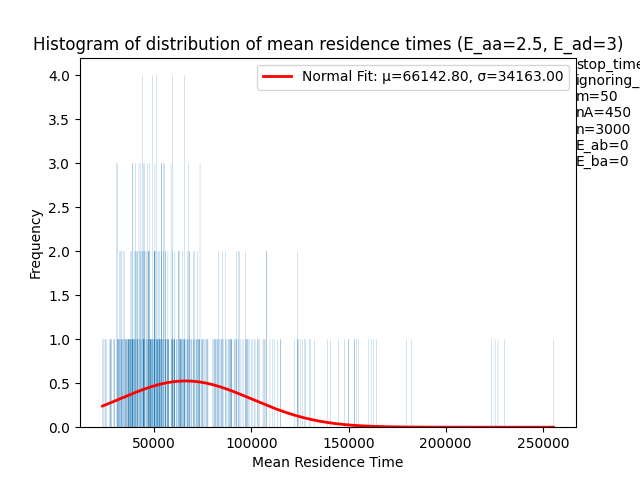 Histogram of distribution of mean residence times (E_aa=2.5, E_ad=3)
Normal Fit: μ=66142.80, σ=34163.00
m=50
nA=450
n=3000
E_ab=0
E_ba=0
Frequency
4.0
3.5
3.0
2.5
2.0
1.5
1.0
0.5
0.0
50000 100000 150000 200000 250000
Mean Residence Time